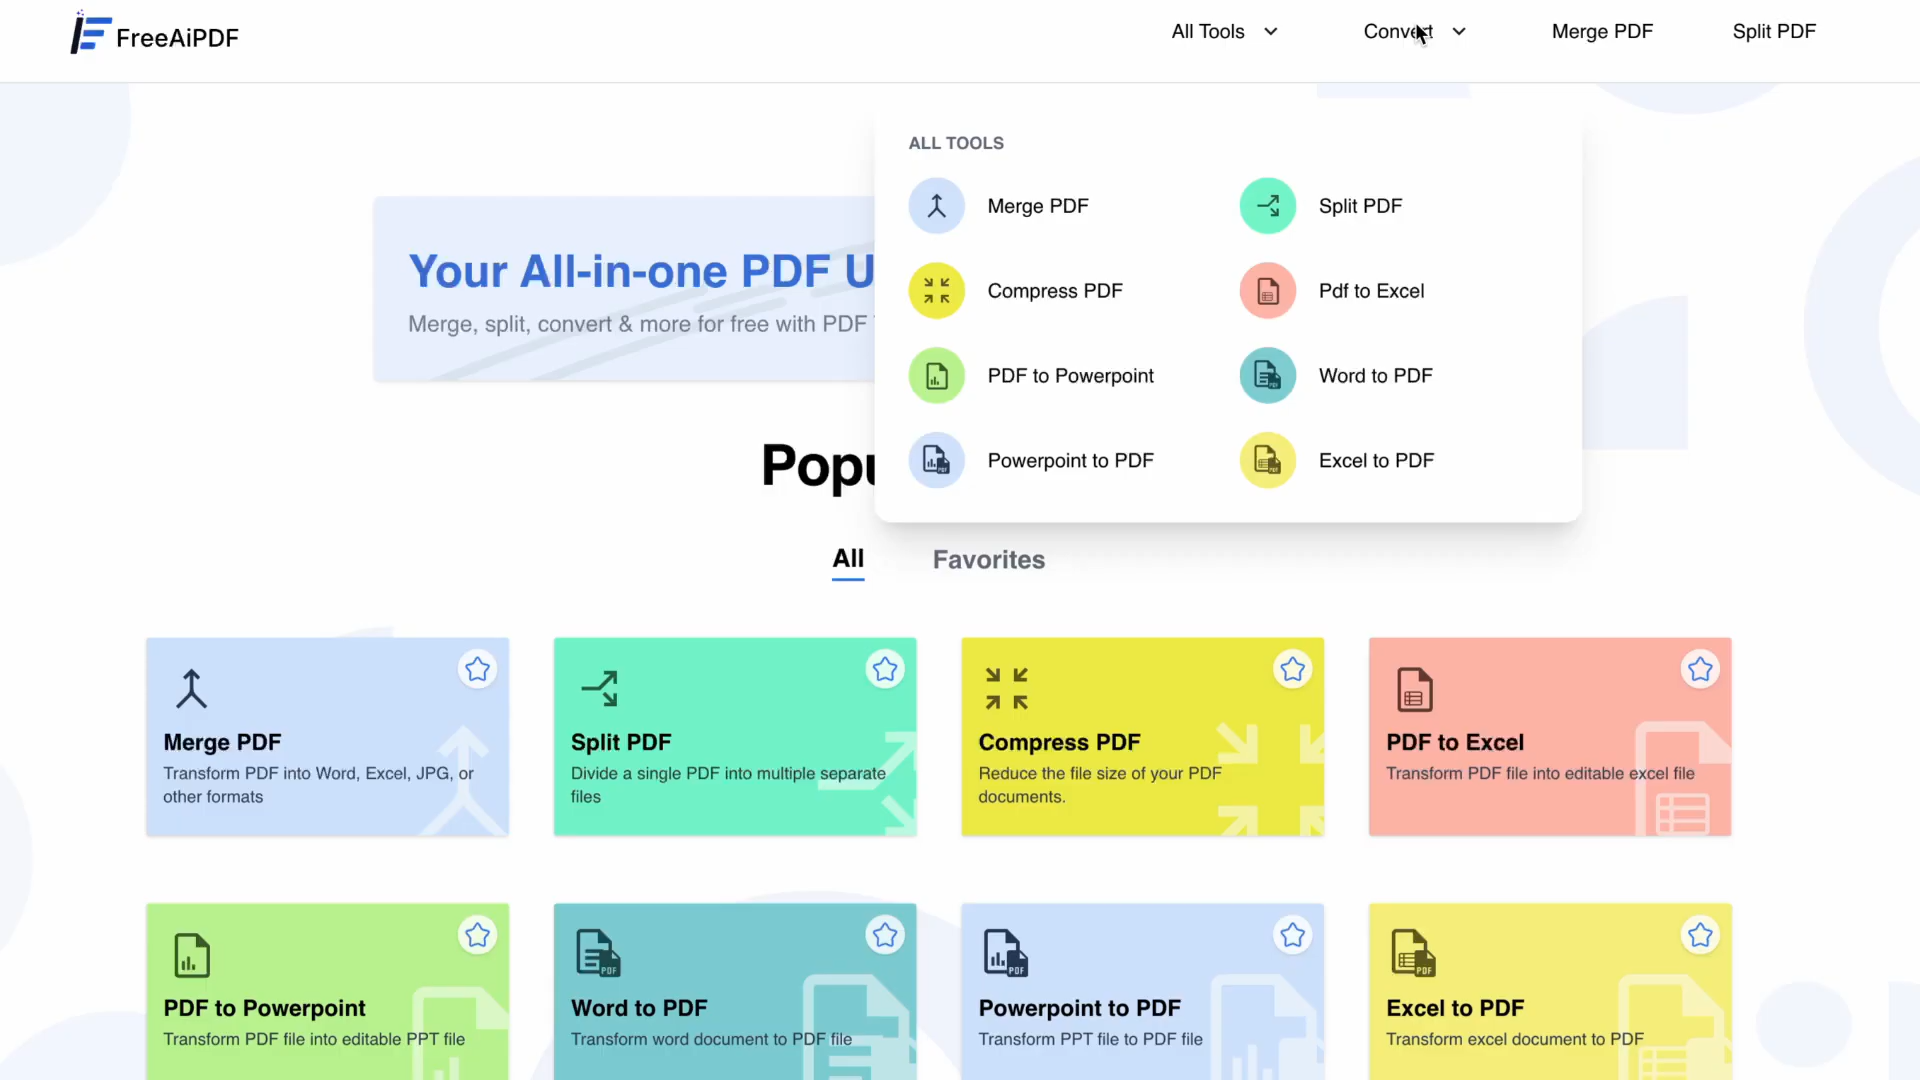 FreeAiPDF
All Tools
Convert
Merge PDF
Split PDF
ALL TOOLS
Merge PDF
Split PDF
Compress PDF
Pdf to Excel
PDF to Powerpoint
Word to PDF
Powerpoint to PDF
Excel to PDF
Your All-in-one PDF U
Merge, split, convert & more for free with PDF
Popu
All
Favorites
Merge PDF
Transform PDF into Word, Excel, JPG, or
other formats
Split PDF
Divide a single PDF into multiple separate
files
Compress PDF
Reduce the file size of your PDF
documents.
PDF to Excel
Transform PDF file into editable excel file
PDF to Powerpoint
Transform PDF file into editable PPT file
PDF
Word to PDF
Transform word document to PDF file
PDF
Powerpoint to PDF
Transform PPT file to PDF file
PDF
Excel to PDF
Transform excel document to PDF